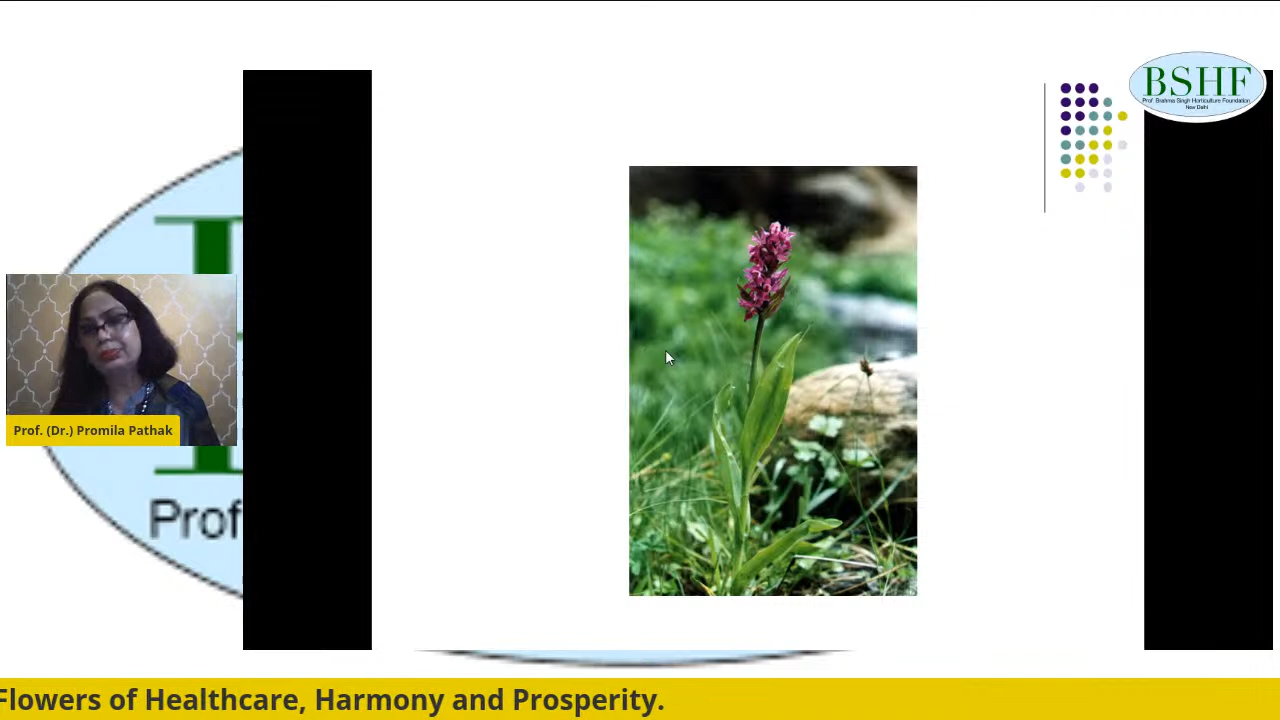 BSHF
Prof. Brahma Singh Horticulture Foundation
New Delhi
Prof. (Dr.) Promila Pathak
Prof
Flowers of Healthcare, Harmony and Prosperity.